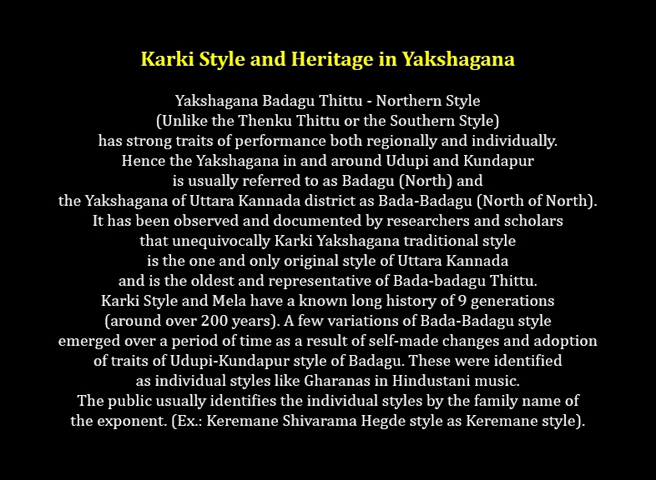 Karki Style and Heritage in Yakshagana
Yakshagana Badagu Thittu - Northern Style
(Unlike the Thenku Thittu or the Southern Style)
has strong traits of performance both regionally and individually.
Hence the Yakshagana in and around Udupi and Kundapur
is usually referred to as Badagu (North) and
the Yakshagana of Uttara Kannada district as Bada-Badagu (North of North).
It has been observed and documented by researchers and scholars
that unequivocally Karki Yakshagana traditional style
is the one and only original style of Uttara Kannada
and is the oldest and representative of Bada-badagu Thittu.
Karki Style and Mela have a known long history of 9 generations
(around over 200 years). A few variations of Bada-Badagu style
emerged over a period of time as a result of self-made changes and adoption
of traits of Udupi-Kundapur style of Badagu. These were identified
as individual styles like Gharanas in Hindustani music.
The public usually identifies the individual styles by the family name of
the exponent. (Ex.: Keremane Shivarama Hegde style as Keremane style).